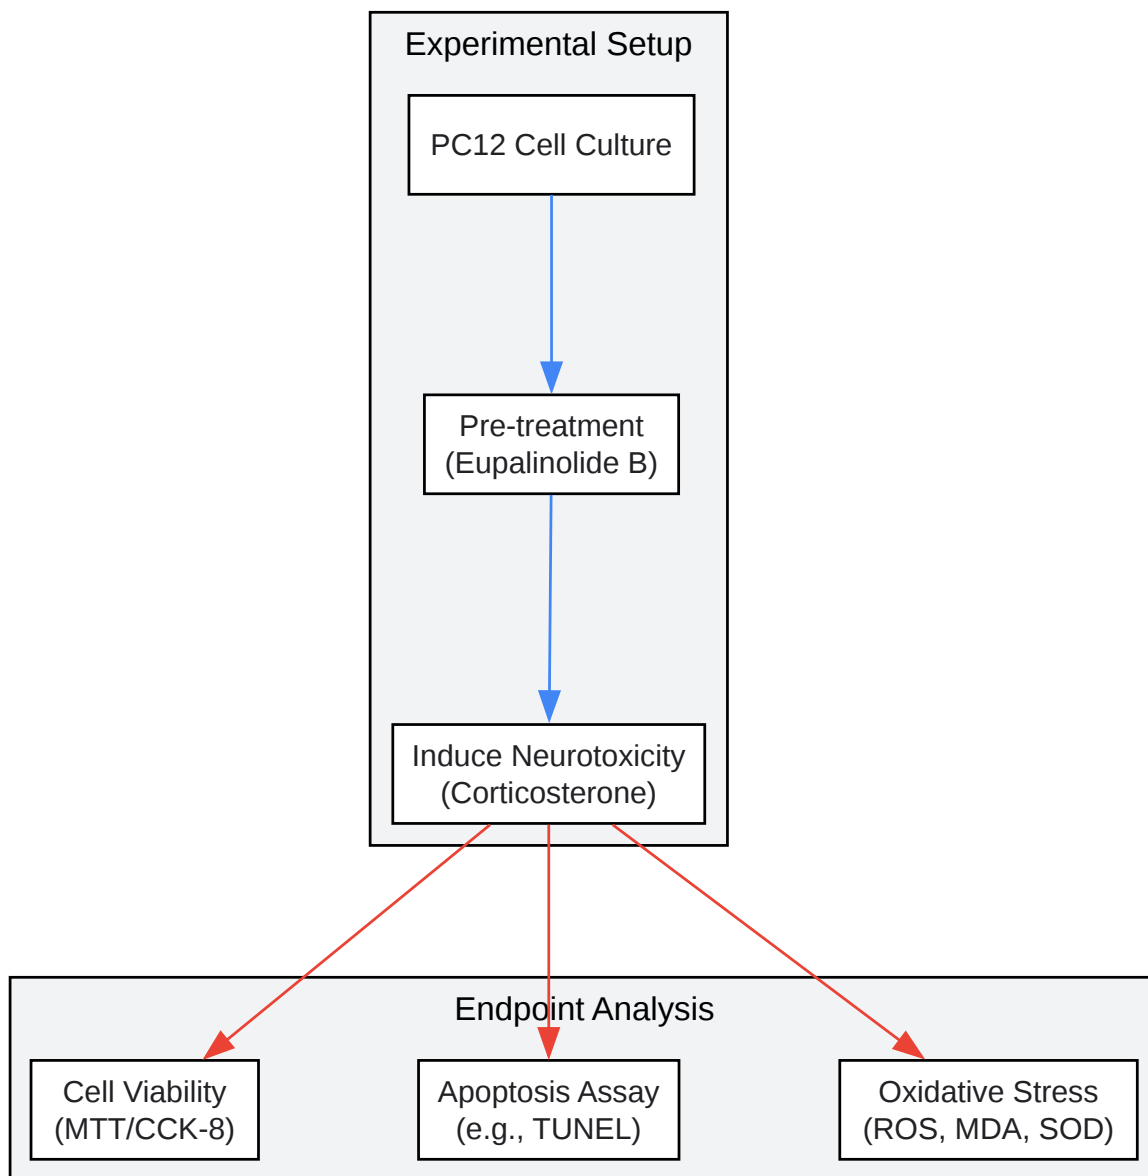 Experimental Setup
PC12 Cell Culture
Pre-treatment
(Eupalinolide B)
Induce Neurotoxicity
(Corticosterone)
Endpoint Analysis
Cell Viability
(MTT/CCK-8)
Apoptosis Assay
(e.g., TUNEL)
Oxidative Stress
(ROS, MDA, SOD)